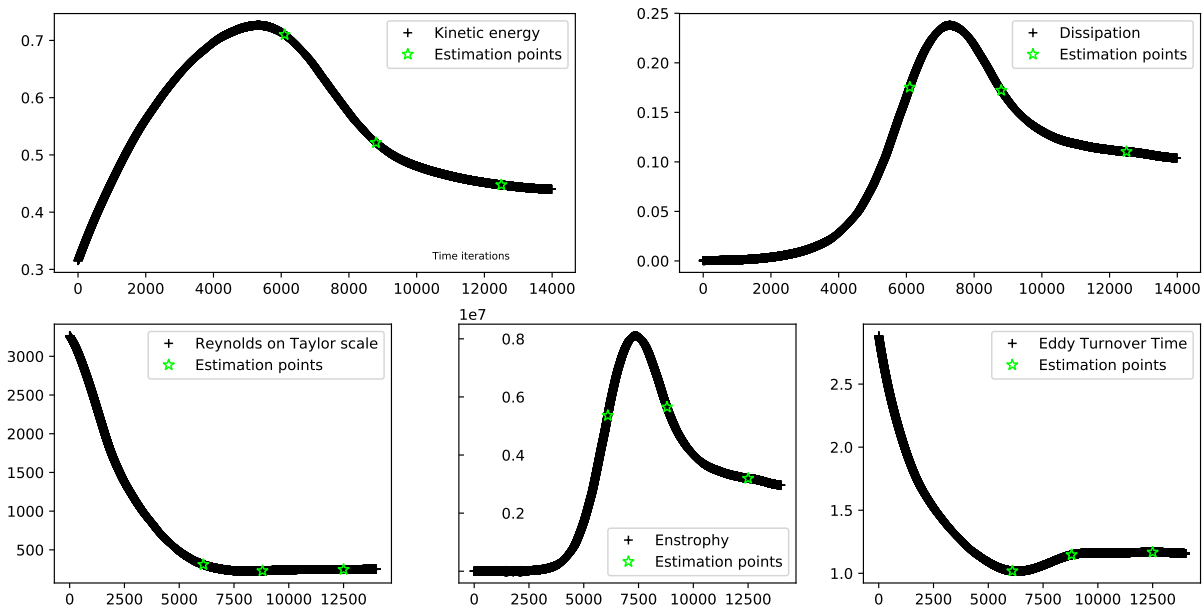 Kinetic energy
Estimation points
0.7
0.6
0.5
0.4
0.3
Time iterations
0 2000 4000 6000 8000 10000 12000 14000
Dissipation
Estimation points
0.25
0.20
0.15
0.10
0.05
0.00
0 2000 4000 6000 8000 10000 12000 14000
Reynolds on Taylor scale
Estimation points
3000
2500
2000
1500
1000
500
0 2500 5000 7500 10000 12500
1e7
0.8
0.6
0.4
0.2
Enstrophy
Estimation points
0 2500 5000 7500 10000 12500
Eddy Turnover Time
Estimation points
2.5
2.0
1.5
1.0
0 2500 5000 7500 10000 12500